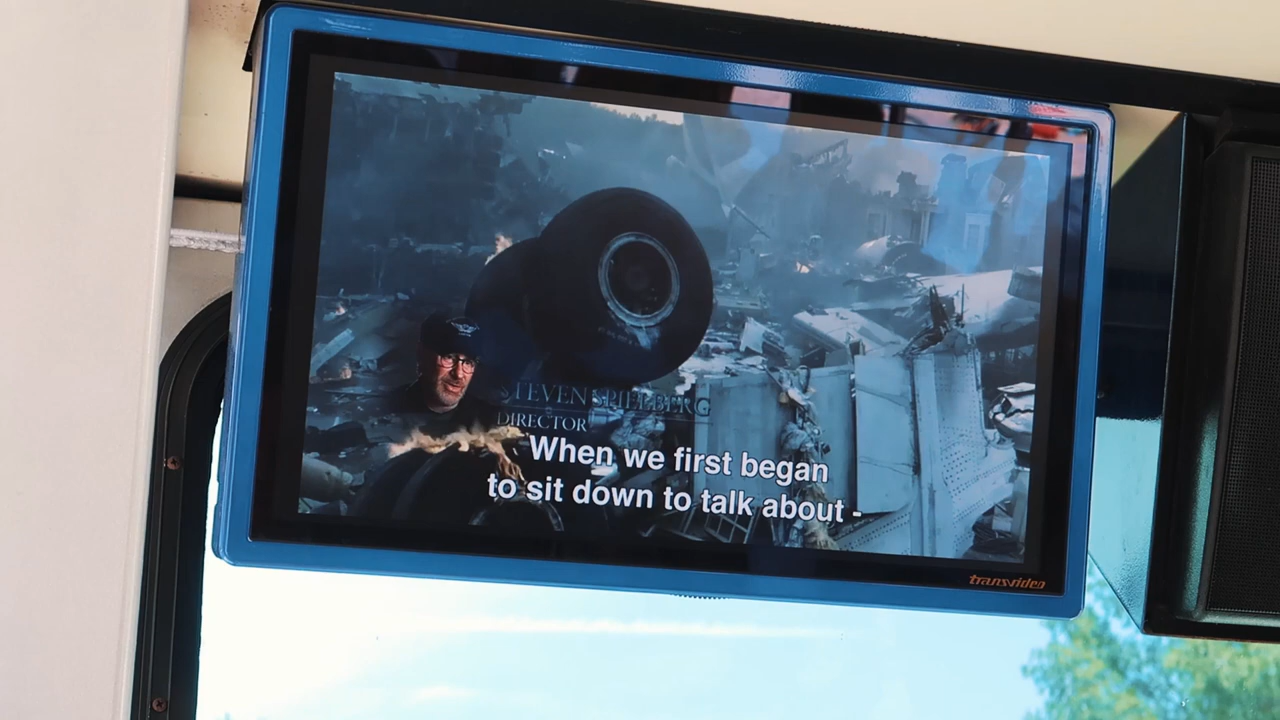 STEVEN SPIELBERG
DIRECTOR
When we first began
to sit down to talk about -
transvideo